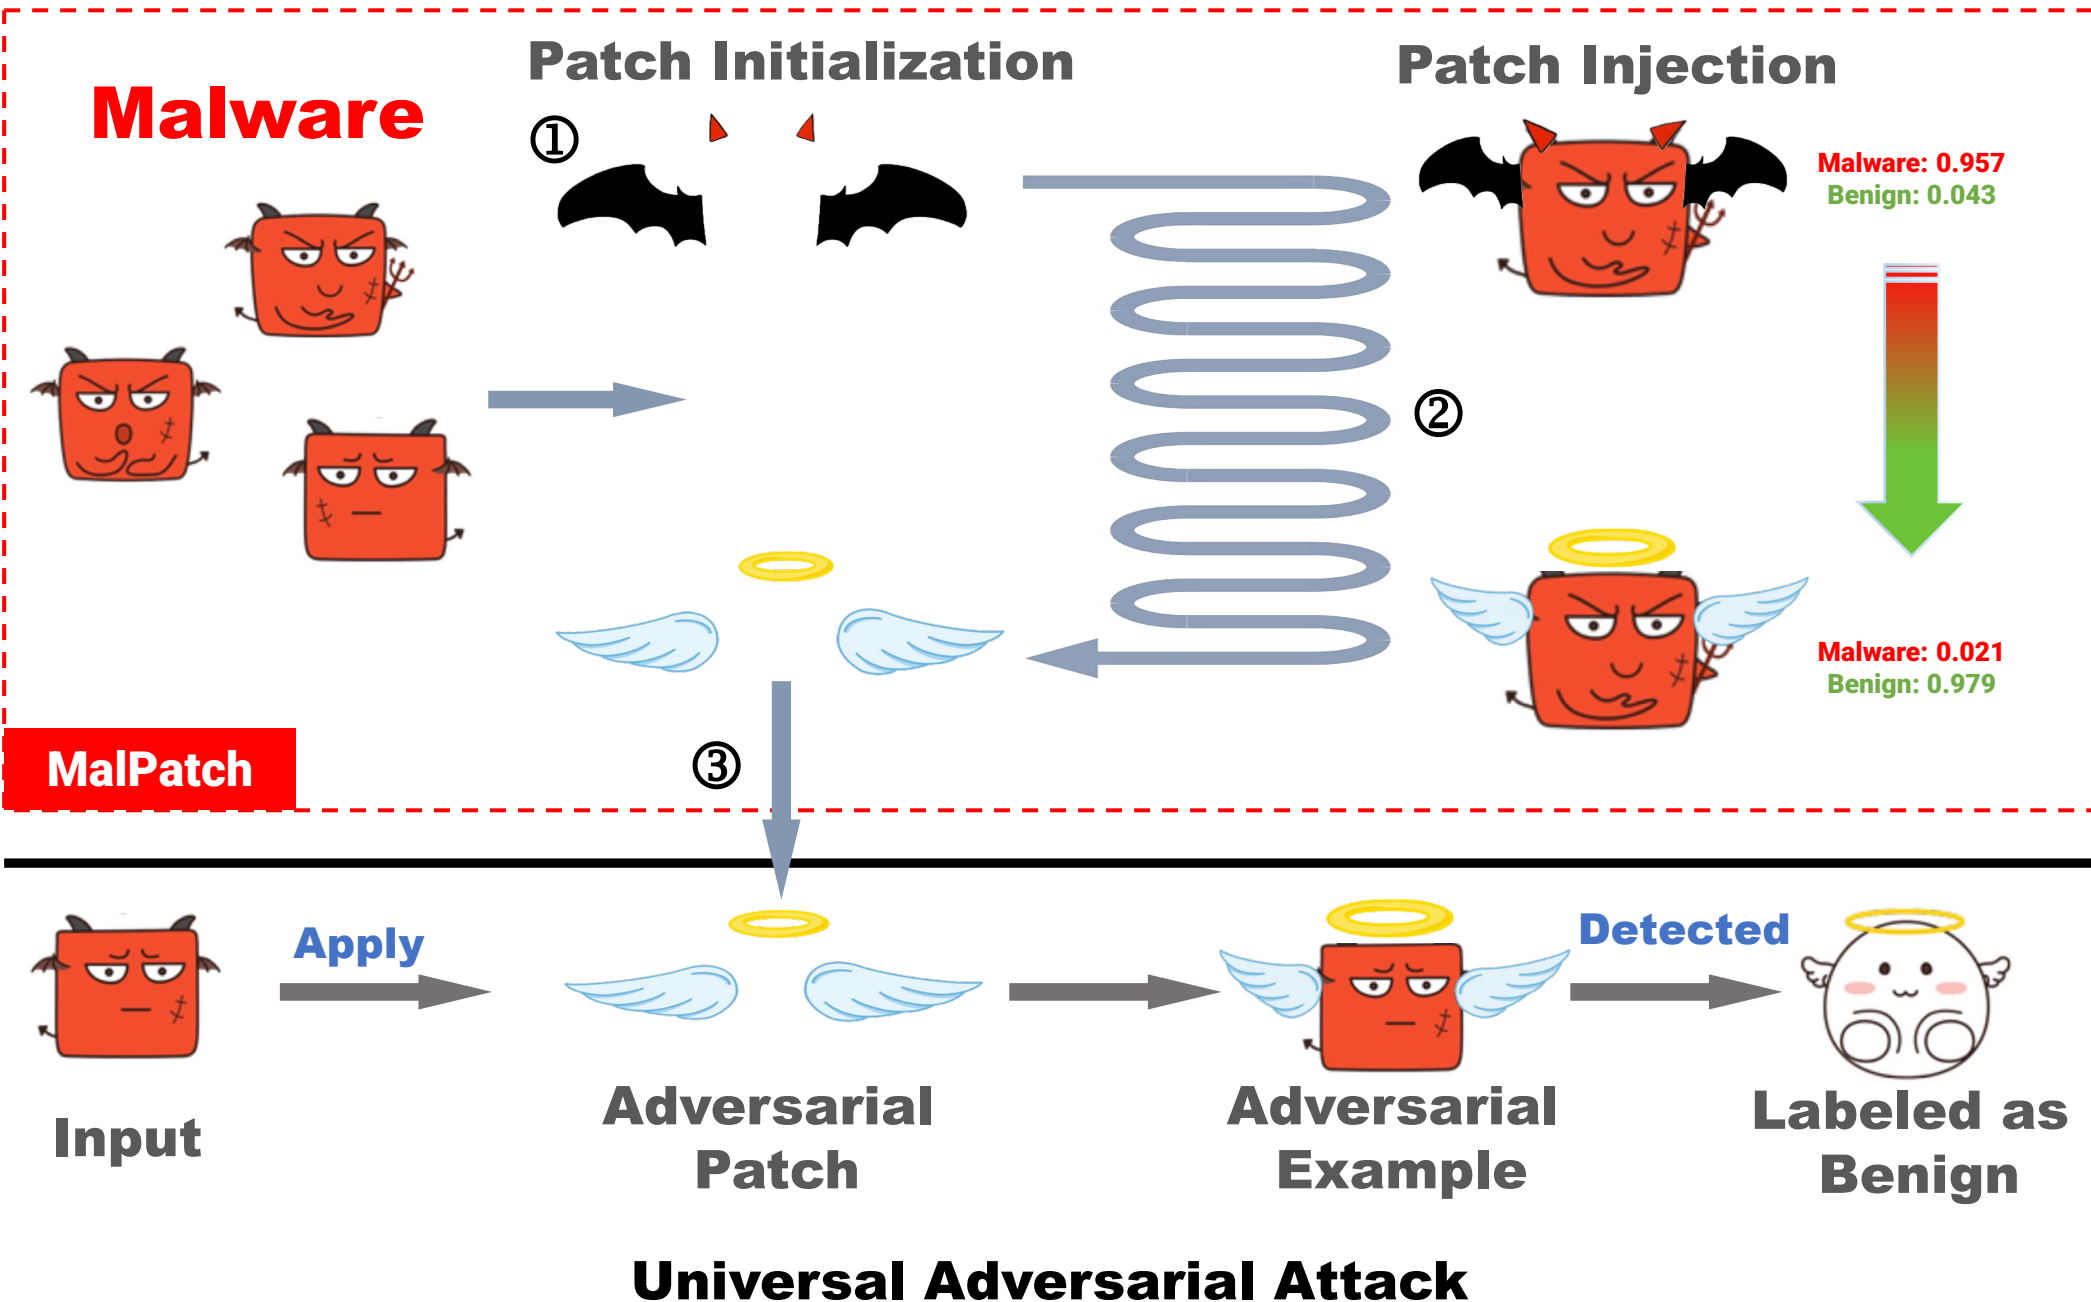 Patch Initialization
Patch Injection
Malware
①
Malware: 0.957
Benign: 0.043
②
Malware: 0.021
Benign: 0.979
MalPatch
③
Apply
Detected
Input
Adversarial
Patch
Adversarial
Example
Labeled as
Benign
Universal Adversarial Attack